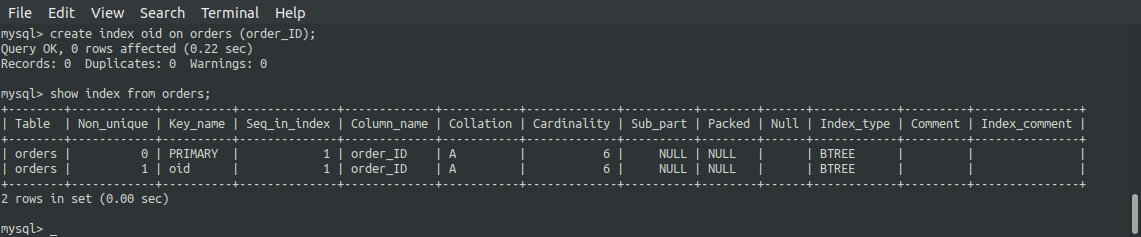 File Edit View Search Terminal Help
mysql> create index oid on orders (order_ID);
Query OK, 0 rows affected (0.22 sec)
Records: 0  Duplicates: 0  Warnings: 0
mysql> show index from orders;
+--------+------------+----------+--------------+-------------+-----------+-------------+----------+--------+------+------------+---------+---------------+
| Table  | Non_unique | Key_name | Seq_in_index | Column_name | Collation | Cardinality | Sub_part | Packed | Null | Index_type | Comment | Index_comment |
+--------+------------+----------+--------------+-------------+-----------+-------------+----------+--------+------+------------+---------+---------------+
| orders |          0 | PRIMARY  |            1 | order_ID    | A         |           6 |     NULL | NULL   |      | BTREE      |         |               |
| orders |          1 | oid      |            1 | order_ID    | A         |           6 |     NULL | NULL   |      | BTREE      |         |               |
+--------+------------+----------+--------------+-------------+-----------+-------------+----------+--------+------+------------+---------+---------------+
2 rows in set (0.00 sec)
mysql> _